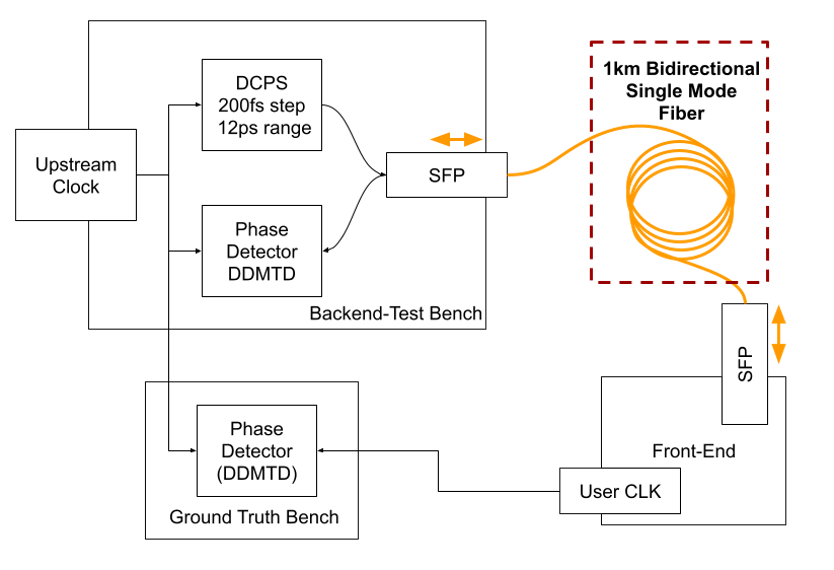 DCPS
200fs step
12ps range
1km Bidirectional
Single Mode
Fiber
Upstream
Clock
SFP
Phase
Detector
DDMTD
Backend-Test Bench
SFP
Phase
Detector
(DDMTD)
Ground Truth Bench
Front-End
User CLK